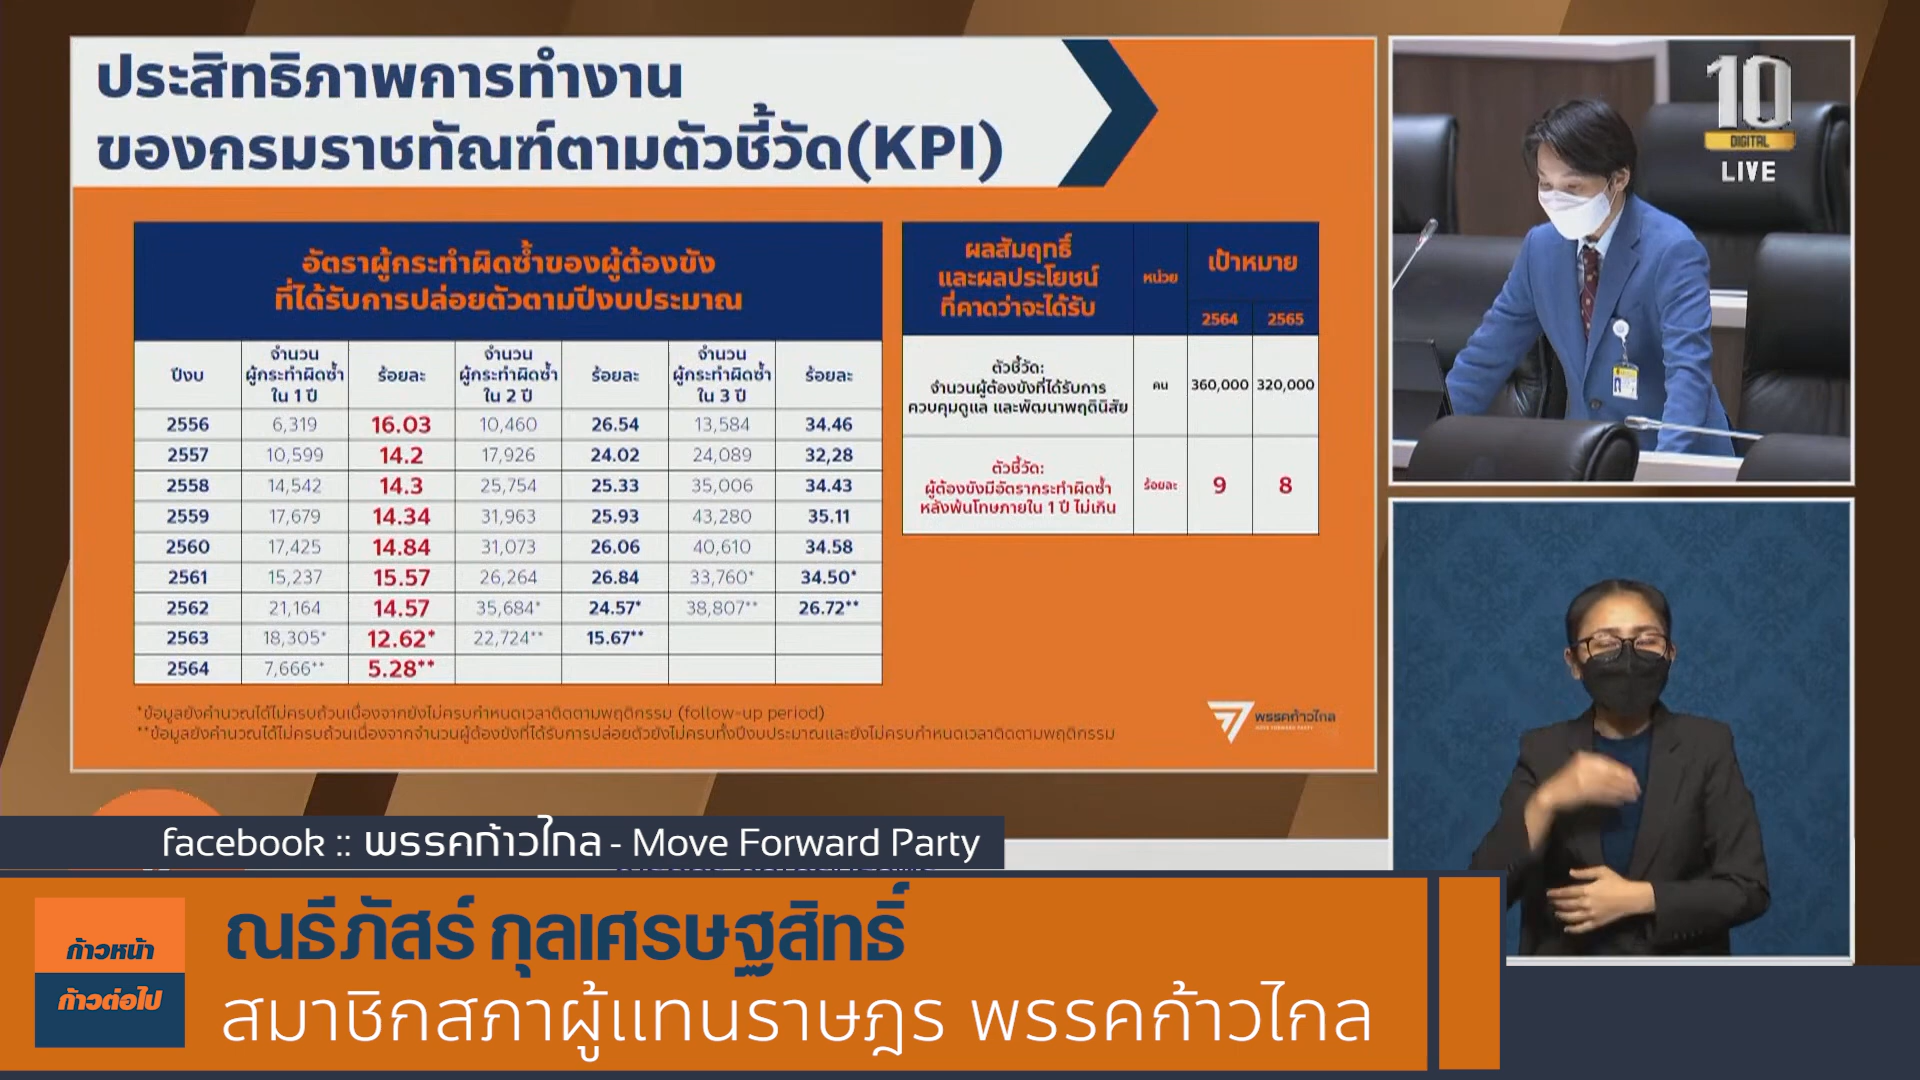 ประสิทธิภาพการทำงาน
ของกรมราชทัณฑ์ตามตัวชี้วัด(KPI)
อัตราผู้กระทำผิดซ้ำของผู้ต้องขัง
ที่ได้รับการปล่อยตัวตามปีงบประมาณ
ปีงบ จำนวนผู้กระทำผิดซ้ำใน 1 ปี ร้อยละ จำนวนผู้กระทำผิดซ้ำใน 2 ปี ร้อยละ จำนวนผู้กระทำผิดซ้ำใน 3 ปี ร้อยละ
2556 6,319 16.03 10,460 26.54 13,584 34.46
2557 10,599 14.2 17,926 24.02 24,089 32,28
2558 14,542 14.3 25,754 25.33 35,006 34.43
2559 17,679 14.34 31,963 25.93 43,280 35.11
2560 17,425 14.84 31,073 26.06 40,610 34.58
2561 15,237 15.57 26,264 26.84 33,760* 34.50*
2562 21,164 14.57 35,684* 24.57* 38,807** 26.72**
2563 18,305* 12.62* 22,724** 15.67**
2564 7,666** 5.28**
*ข้อมูลยังคำนวณได้ไม่ครบถ้วนเนื่องจากยังไม่ครบกำหนดเวลาติดตามพฤติกรรม (follow-up period)
**ข้อมูลยังคำนวณได้ไม่ครบถ้วนเนื่องจากจำนวนผู้ต้องขังที่ได้รับการปล่อยตัวยังไม่ครบทั้งปีงบประมาณและยังไม่ครบกำหนดเวลาติดตามพฤติกรรม
ผลสัมฤทธิ์
และผลประโยชน์
ที่คาดว่าจะได้รับ
หน่วย
เป้าหมาย
2564 2565
ตัวชี้วัด:
จำนวนผู้ต้องขังที่ได้รับการ
ควบคุมดูแล และพัฒนาพฤตินิสัย
คน 360,000 320,000
ตัวชี้วัด:
ผู้ต้องขังมีอัตรากระทำผิดซ้ำ
หลังพ้นโทษภายใน 1 ปี ไม่เกิน
ร้อยละ 9 8
พรรคก้าวไกล
MOVE FORWARD PARTY
10
DIGITAL
LIVE
facebook :: พรรคก้าวไกล - Move Forward Party
ก้าวหน้า
ก้าวต่อไป
ณธีภัสร์ กุลเศรษฐสิทธิ์
สมาชิกสภาผู้แทนราษฎร พรรคก้าวไกล